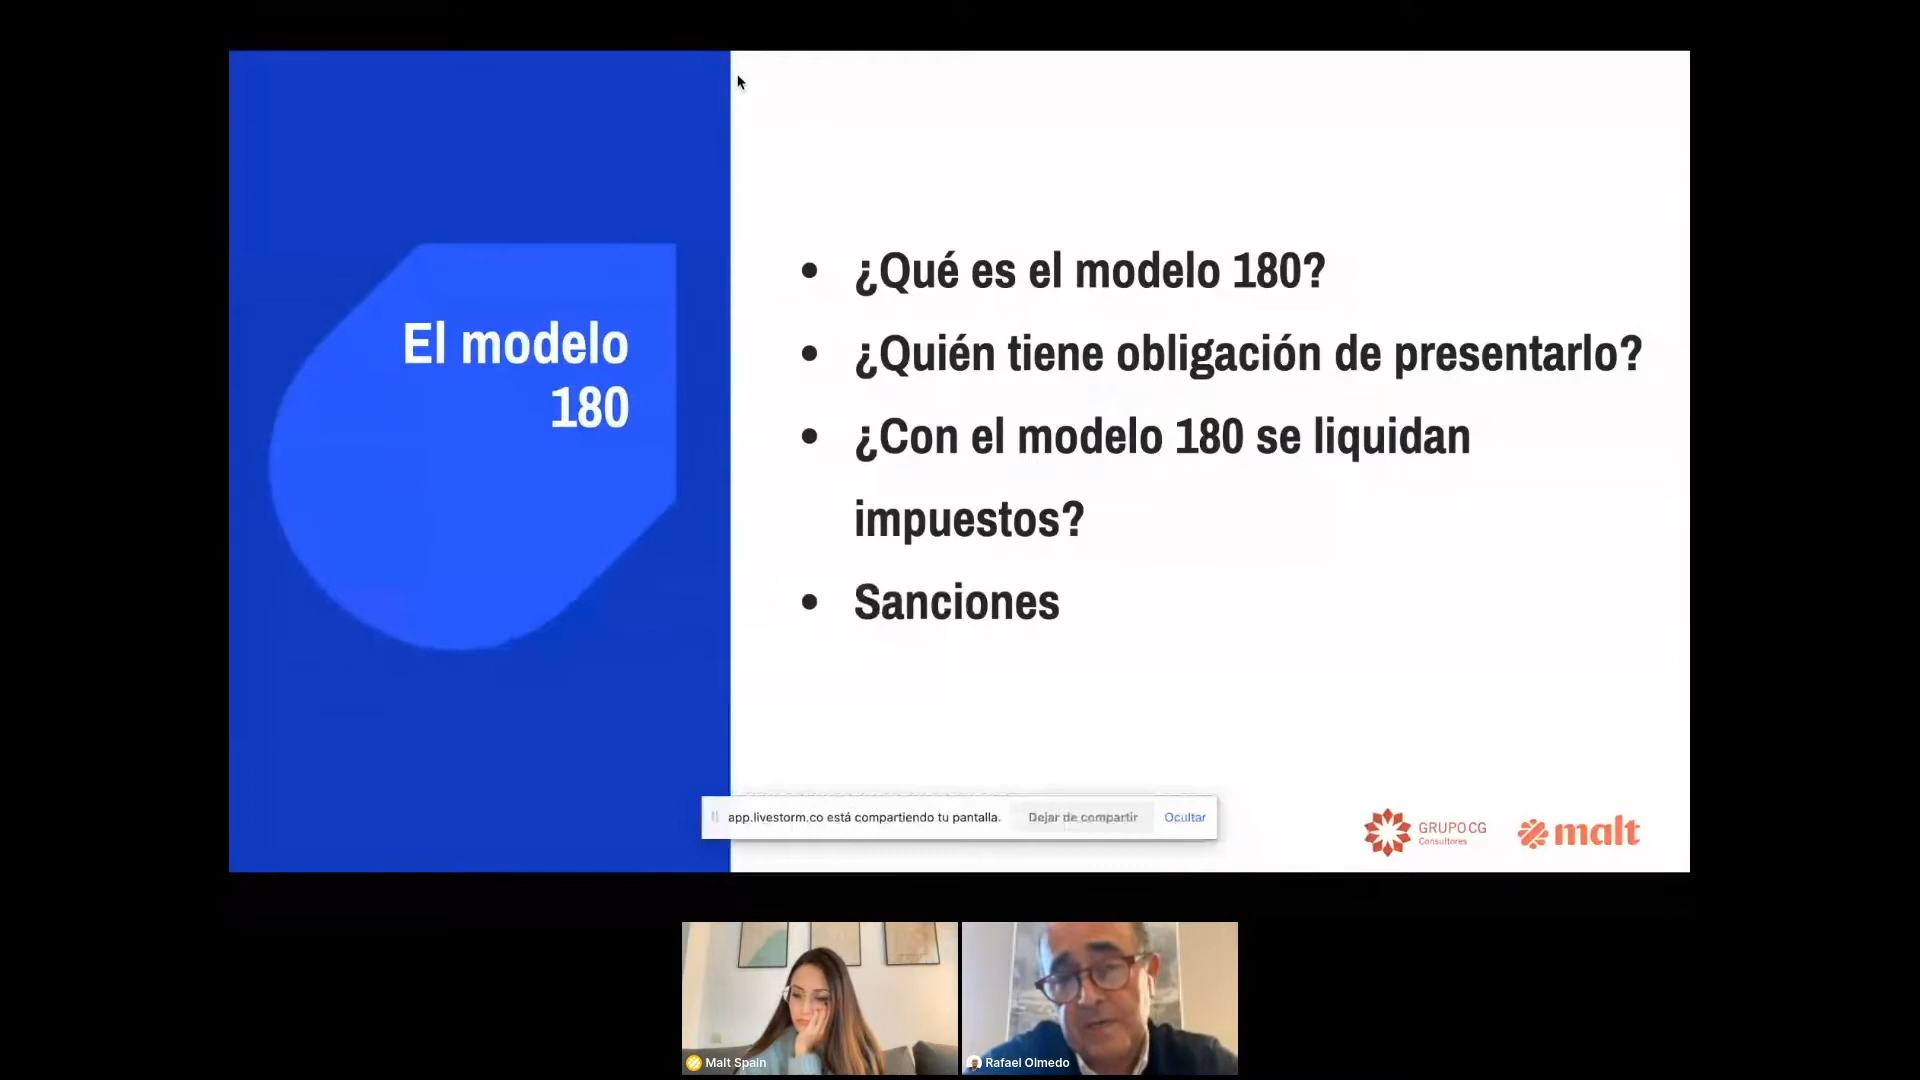 El modelo
180
¿Qué es el modelo 180?
¿Quién tiene obligación de presentarlo?
¿Con el modelo 180 se liquidan
impuestos?
Sanciones
app.livestorm.co está compartiendo tu pantalla. Dejar de compartir Ocultar
GRUPO CG
Consultores
malt
Malt Spain
Rafael Olmedo